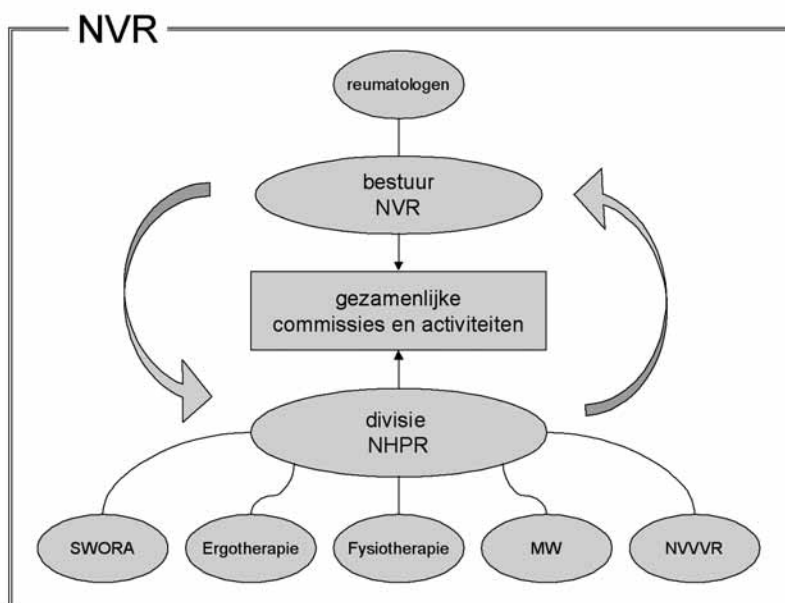 NVR
reumatologen
bestuur
NVR
gezamenlijke
commissies en activiteiten
divisie
NHPR
SWORA
Ergotherapie
Fysiotherapie
MW
NVVVR